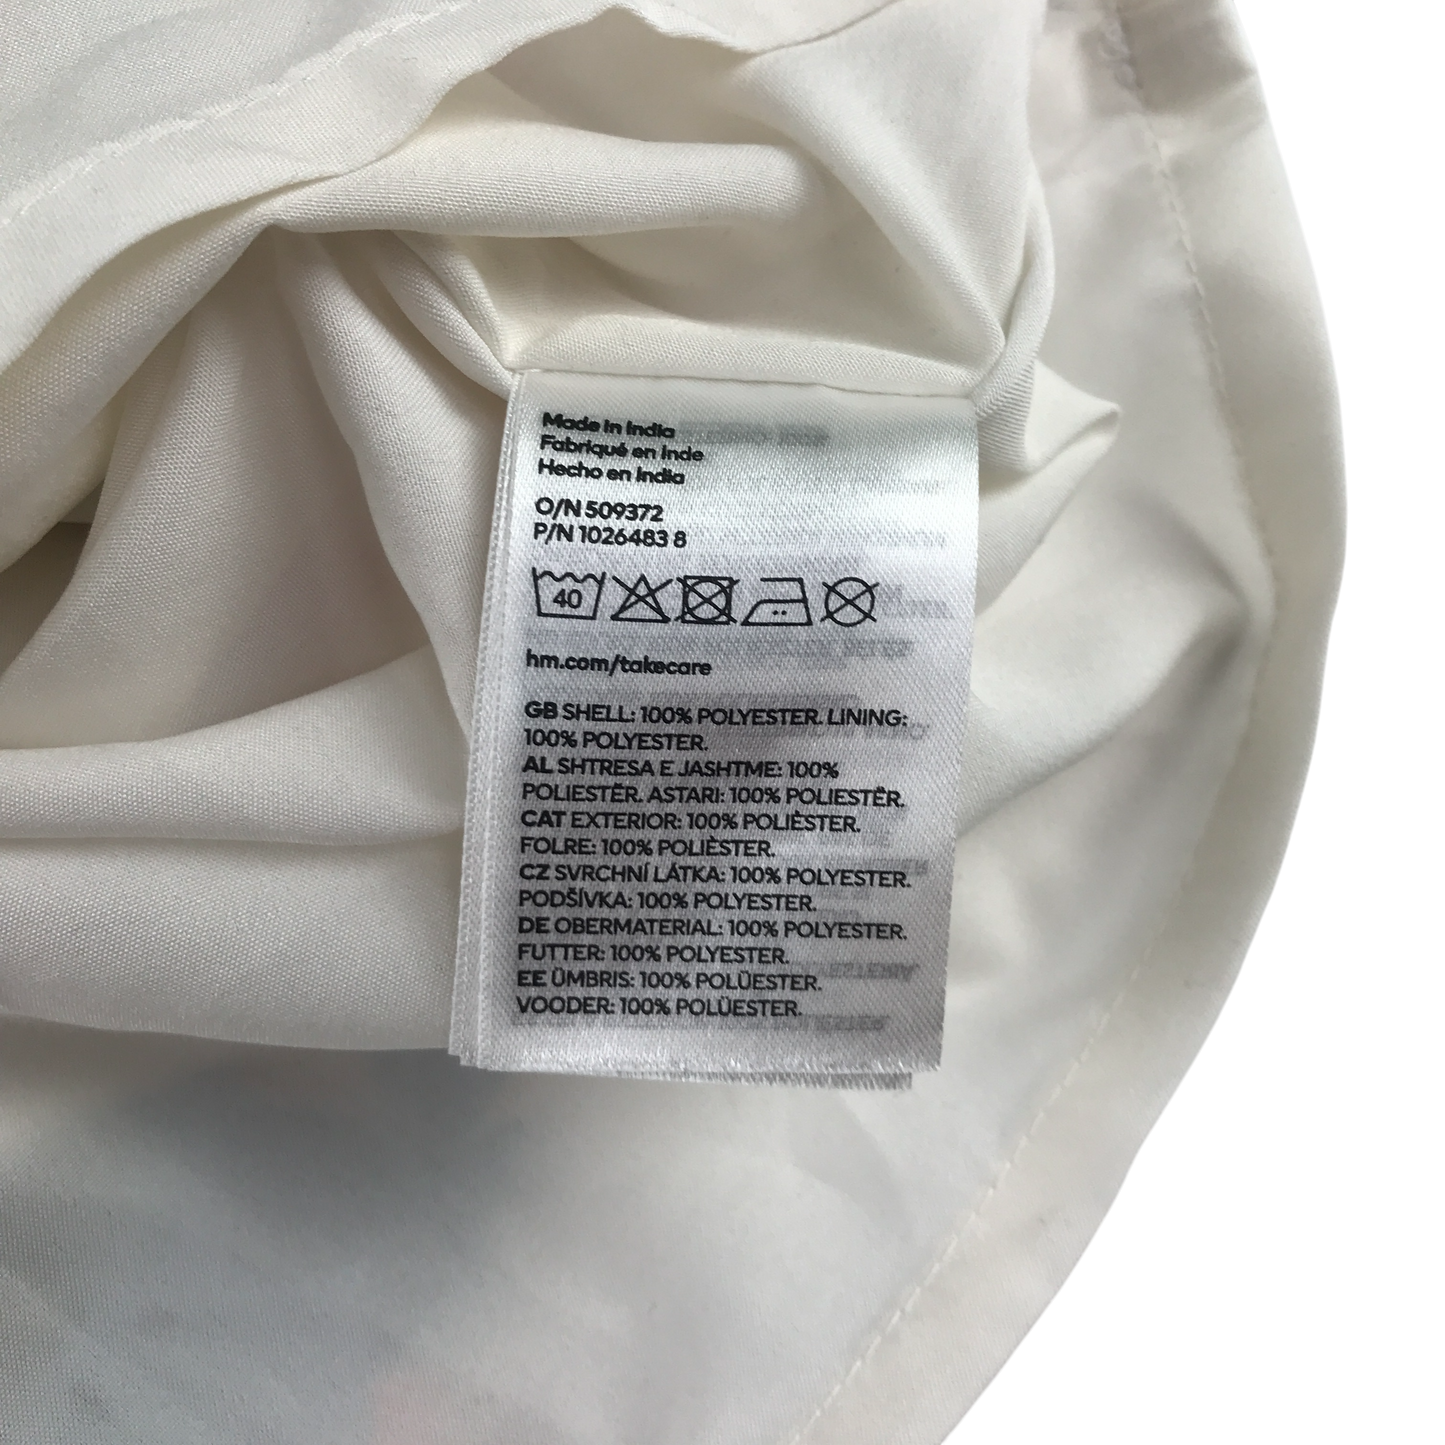 Made in India
Fabriqué en Inde
Hecho en India
O/N 509372
P/N 1026483 8
40
hm.com/takecare
GB SHELL: 100% POLYESTER. LINING:
100% POLYESTER.
AL SHTRESA E JASHTME: 100%
POLIESTËR. ASTARI: 100% POLIESTËR.
CAT EXTERIOR: 100% POLIÈSTER.
FOLRE: 100% POLIÈSTER.
CZ SVRCHNÍ LÁTKA: 100% POLYESTER.
PODŠÍVKA: 100% POLYESTER.
DE OBERMATERIAL: 100% POLYESTER.
FUTTER: 100% POLYESTER.
EE ÜMBRIS: 100% POLÜESTER.
VOODER: 100% POLÜESTER.